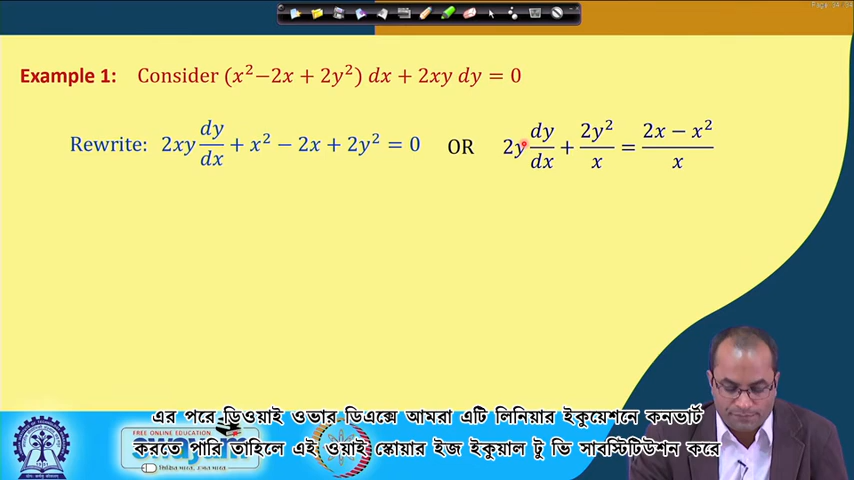 Example 1: Consider (x²−2x + 2y²) dx + 2xy dy = 0
Rewrite: 2xy dy/dx + x² − 2x + 2y² = 0 OR 2y dy/dx + 2y²/x = (2x − x²)/x
FREE ONLINE EDUCATION
swayam
এর পরে ডিওয়াই ওভার ডিএক্সে আমরা এটি লিনিয়ার ইকুয়েশনে কনভার্ট
করতে পারি তাহিলে এই ওয়াই স্কোয়ার ইজ ইকুয়াল টু ভি সাবস্টিটিউশন করে